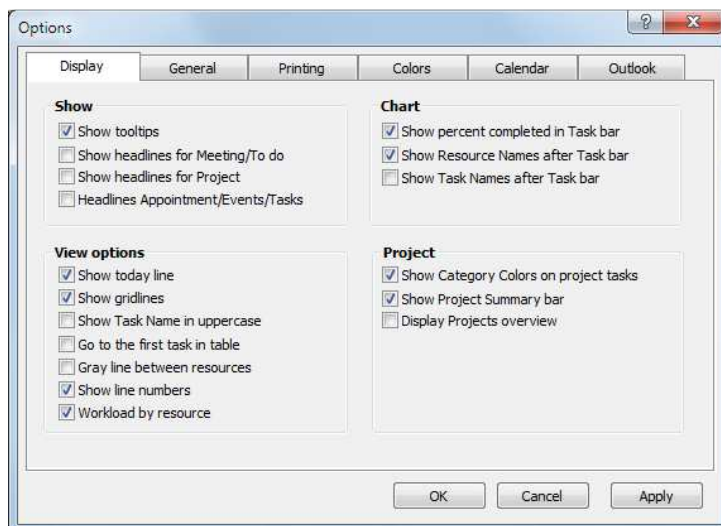 Options
Display General Printing Colors Calendar Outlook
Show
Show tooltips
Show headlines for Meeting/To do
Show headlines for Project
Headlines Appointment/Events/Tasks
Chart
Show percent completed in Task bar
Show Resource Names after Task bar
Show Task Names after Task bar
View options
Show today line
Show gridlines
Show Task Name in uppercase
Go to the first task in table
Gray line between resources
Show line numbers
Workload by resource
Project
Show Category Colors on project tasks
Show Project Summary bar
Display Projects overview
OK Cancel Apply